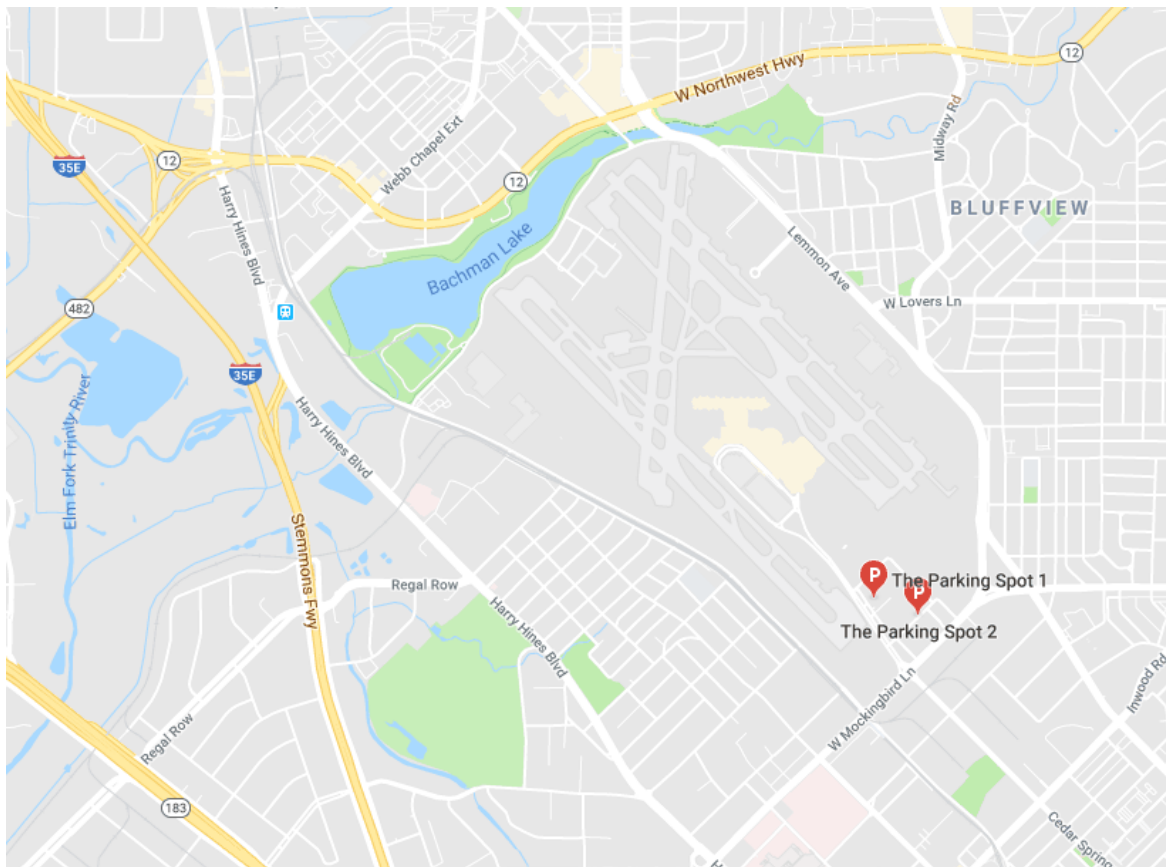 W Northwest Hwy
12
Midway Rd
Webb Chapel Ext
35E
12
12
Harry Hines Blvd
BLUFFVIEW
Bachman Lake
Lemmon Ave
W Lovers Ln
482
35E
Elm Fork Trinity River
Harry Hines Blvd
Stemmons Fwy
Regal Row
P
The Parking Spot 1
P
The Parking Spot 2
Harry Hines Blvd
W Mockingbird Ln
Inwood Rd
Regal Row
183
Cedar Spring
H